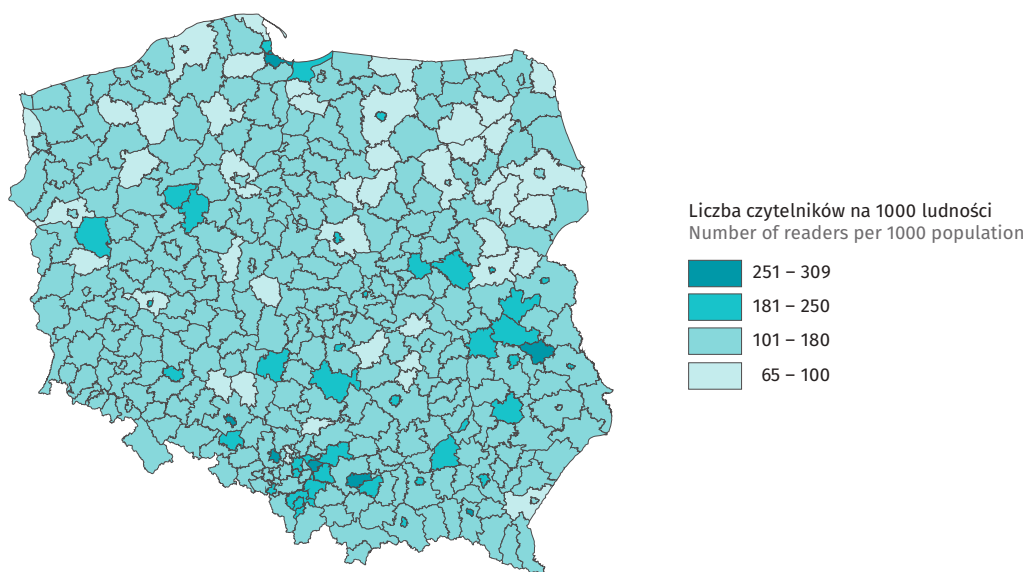 Liczba czytelników na 1000 ludności
Number of readers per 1000 population
251 – 309
181 – 250
101 – 180
65 – 100